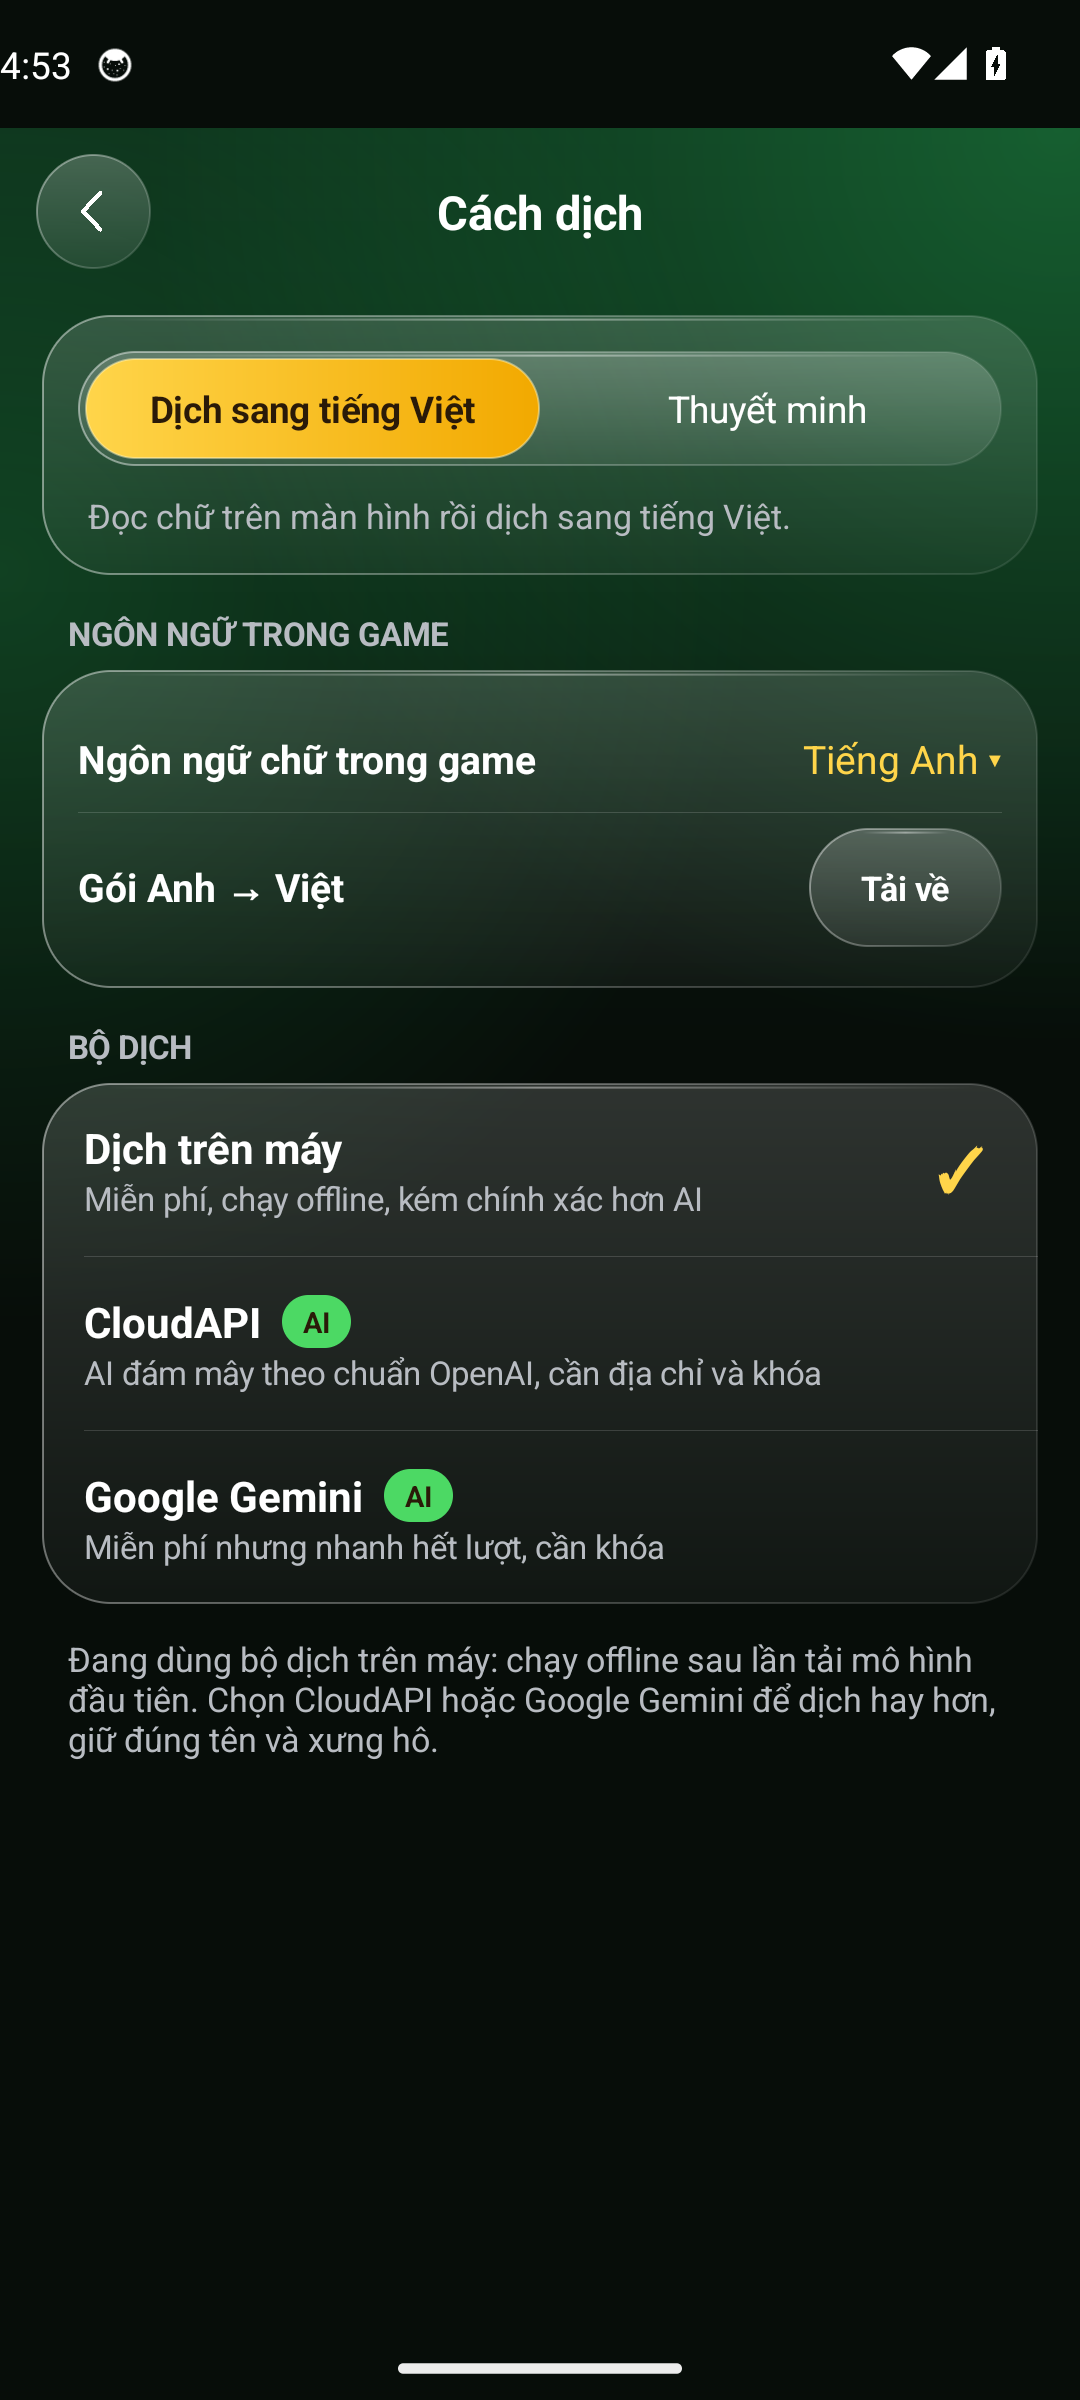 4:53
Cách dịch
Dịch sang tiếng Việt
Thuyết minh
Đọc chữ trên màn hình rồi dịch sang tiếng Việt.
NGÔN NGỮ TRONG GAME
Ngôn ngữ chữ trong game
Tiếng Anh ▾
Gói Anh → Việt
Tải về
BỘ DỊCH
Dịch trên máy
Miễn phí, chạy offline, kém chính xác hơn AI
CloudAPI AI
AI đám mây theo chuẩn OpenAI, cần địa chỉ và khóa
Google Gemini AI
Miễn phí nhưng nhanh hết lượt, cần khóa
Đang dùng bộ dịch trên máy: chạy offline sau lần tải mô hình
đầu tiên. Chọn CloudAPI hoặc Google Gemini để dịch hay hơn,
giữ đúng tên và xưng hô.